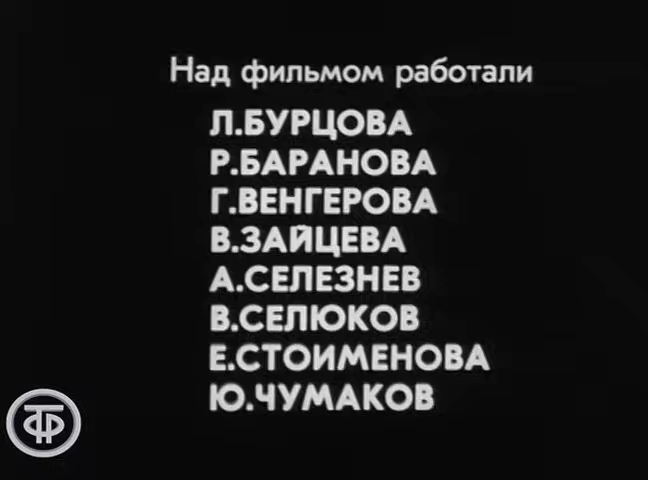 Над фильмом работали
Л.БУРЦОВА
Р.БАРАНОВА
Г.ВЕНГЕРОВА
В.ЗАЙЦЕВА
А.СЕЛЕЗНЕВ
В.СЕЛЮКОВ
Е.СТОИМЕНОВА
Ю.ЧУМАКОВ